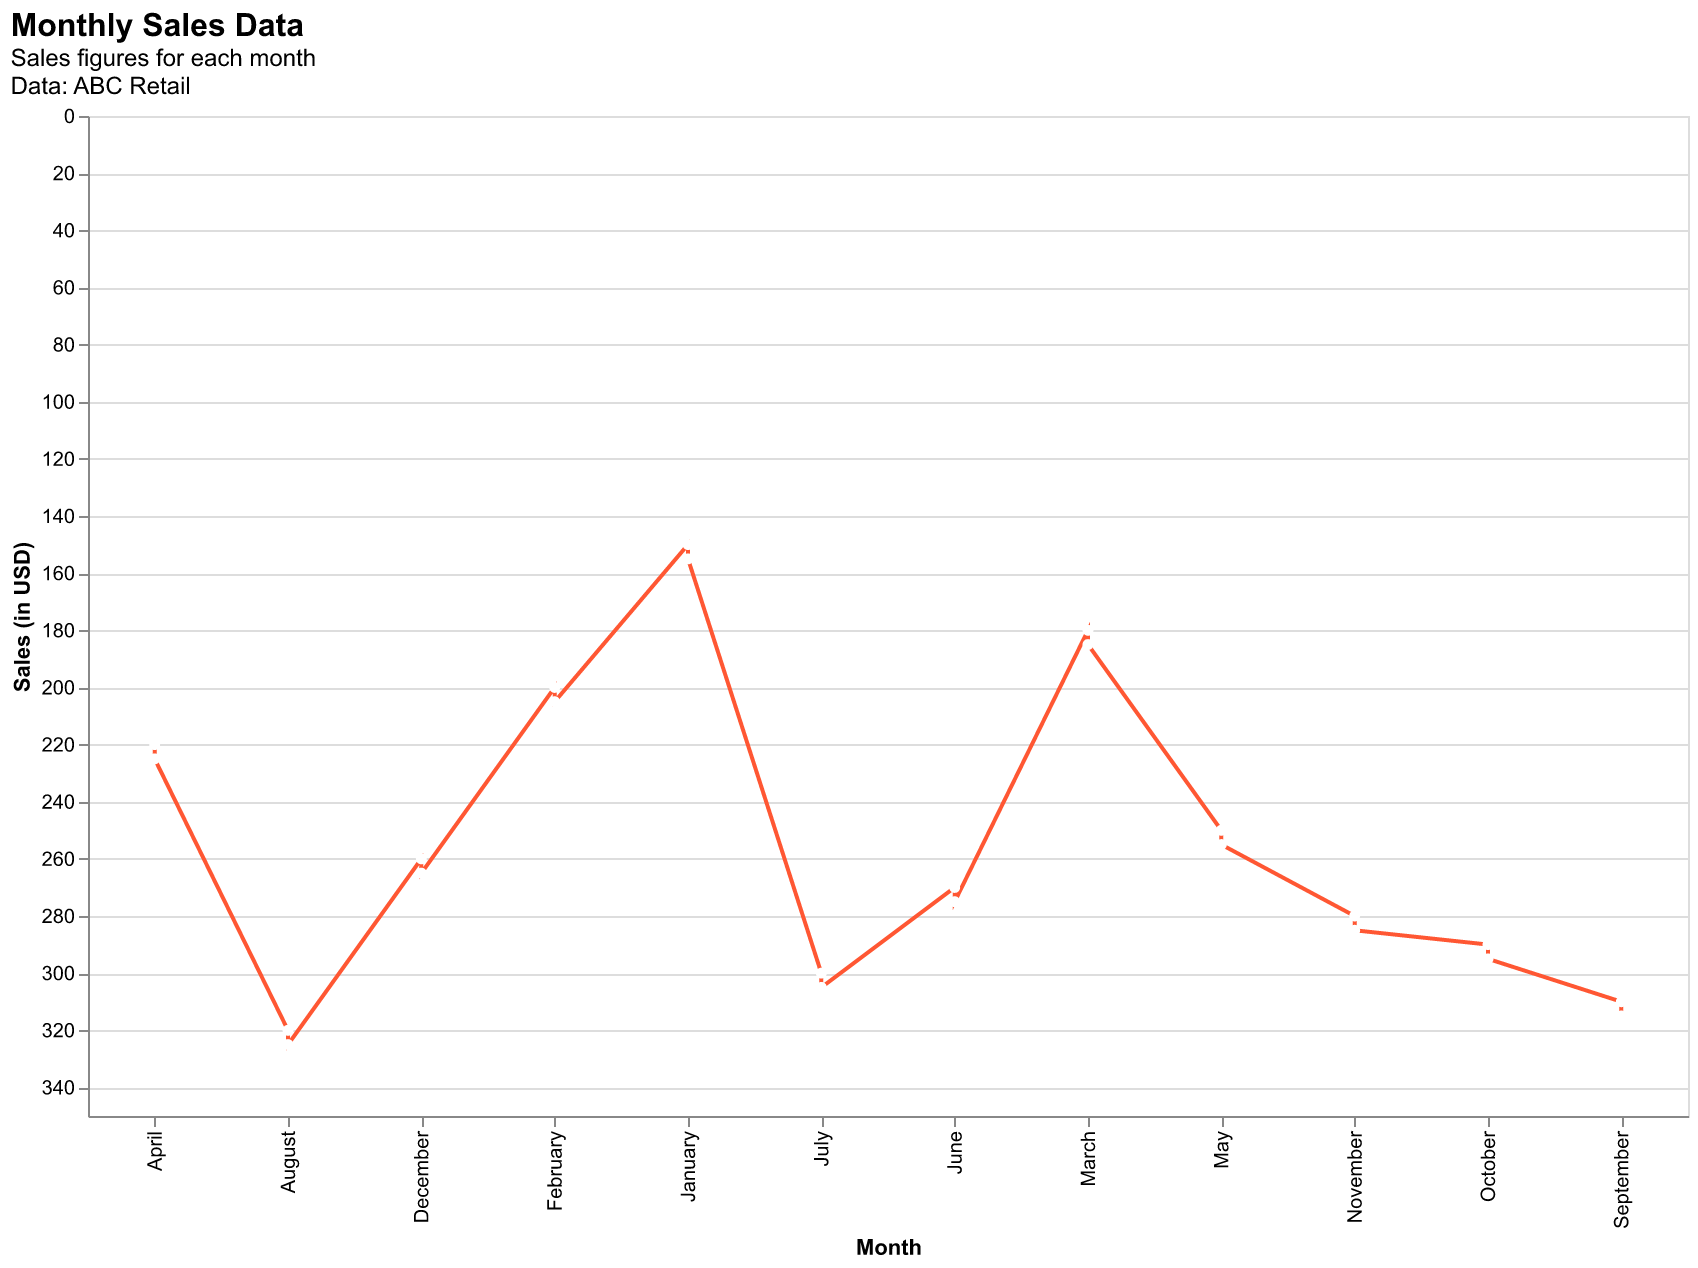 Monthly Sales Data
Sales figures for each month
Data: ABC Retail
0
20
40
60
80
100
120
140
160
180
200
220
240
260
280
300
320
340
Sales (in USD)
April
August
December
February
January
July
June
March
May
November
October
September
Month